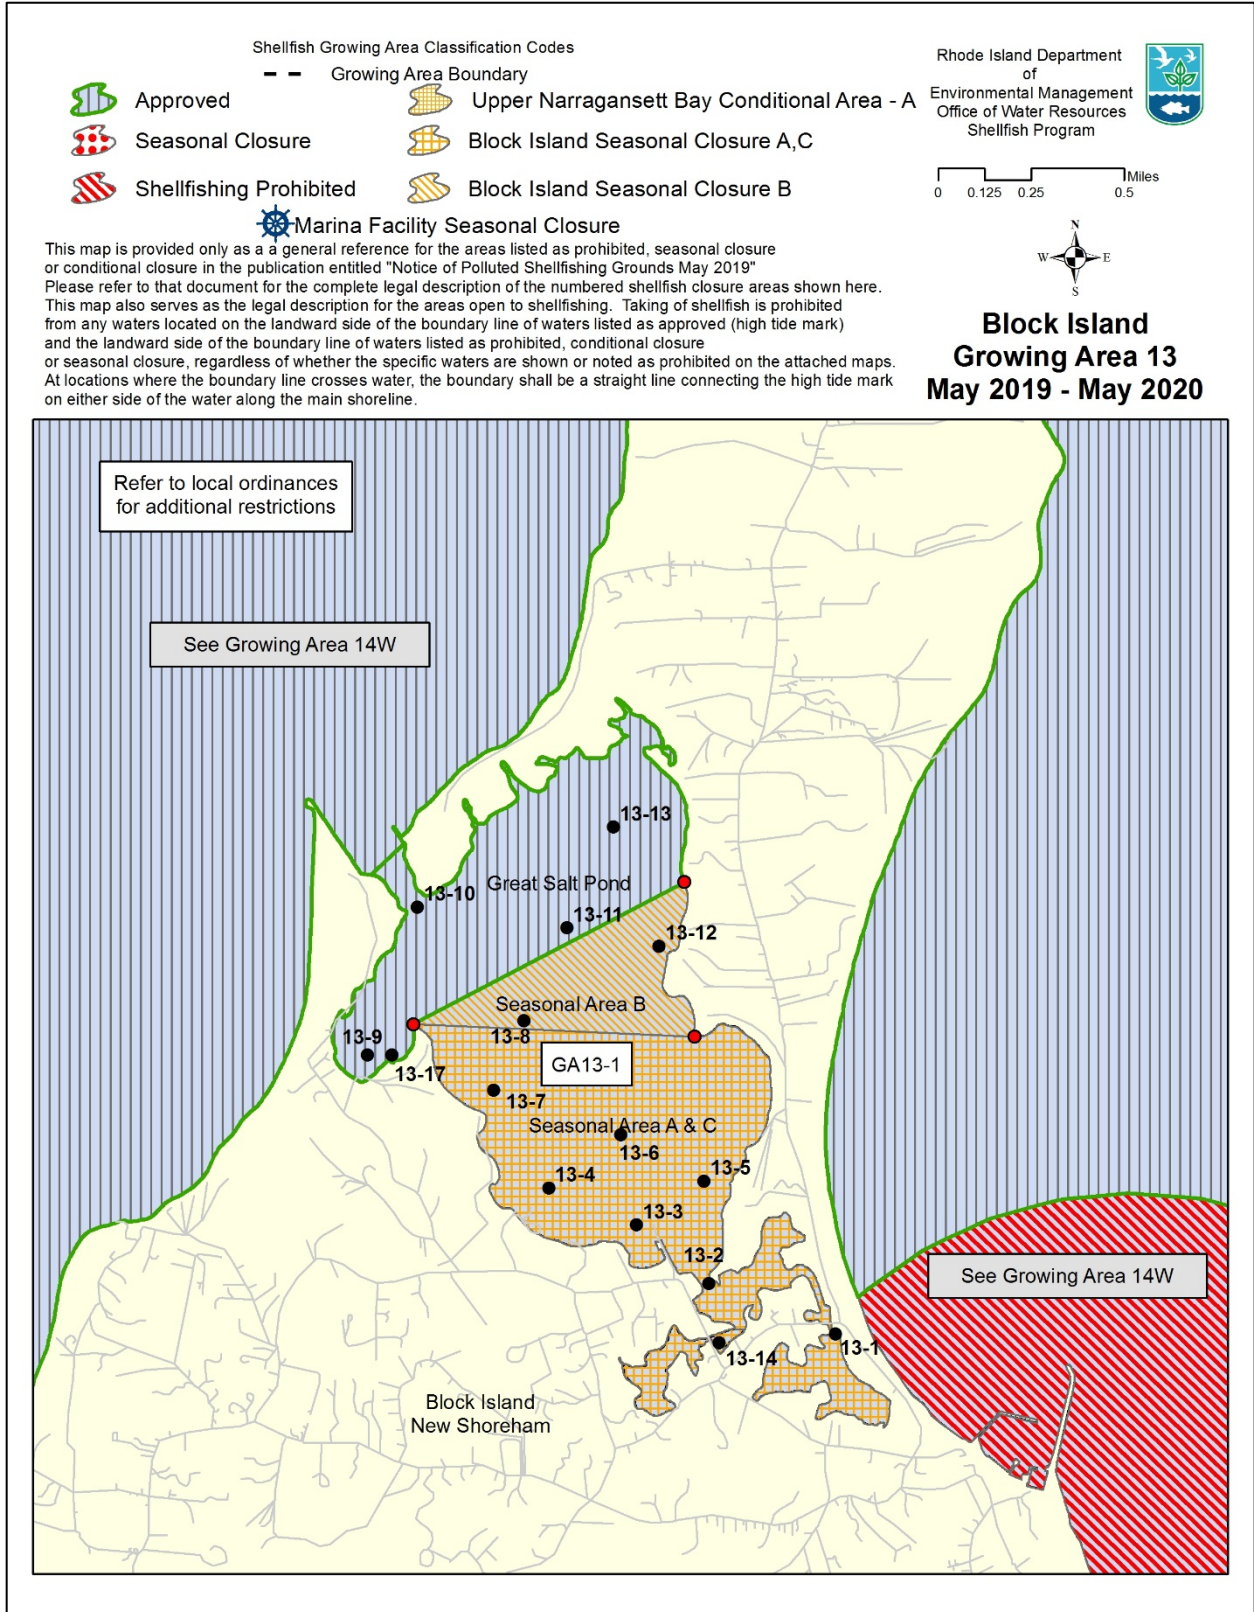 Shellfish Growing Area Classification Codes
Growing Area Boundary
Approved
Upper Narragansett Bay Conditional Area - A
Seasonal Closure
Block Island Seasonal Closure A,C
Shellfishing Prohibited
Block Island Seasonal Closure B
Marina Facility Seasonal Closure
Rhode Island Department
of
Environmental Management
Office of Water Resources
Shellfish Program
Miles
0 0.125 0.25 0.5
N
W E
S
This map is provided only as a a general reference for the areas listed as prohibited, seasonal closure
or conditional closure in the publication entitled "Notice of Polluted Shellfishing Grounds May 2019"
Please refer to that document for the complete legal description of the numbered shellfish closure areas shown here.
This map also serves as the legal description for the areas open to shellfishing. Taking of shellfish is prohibited
from any waters located on the landward side of the boundary line of waters listed as approved (high tide mark)
and the landward side of the boundary line of waters listed as prohibited, conditional closure
or seasonal closure, regardless of whether the specific waters are shown or noted as prohibited on the attached maps.
At locations where the boundary line crosses water, the boundary shall be a straight line connecting the high tide mark
on either side of the water along the main shoreline.
Block Island
Growing Area 13
May 2019 - May 2020
Refer to local ordinances
for additional restrictions
See Growing Area 14W
13-13
Great Salt Pond
13-10
13-11
13-12
Seasonal Area B
13-8
13-9
13-17
GA13-1
13-7
Seasonal Area A & C
13-6
13-4
13-5
13-3
13-2
See Growing Area 14W
13-1
13-14
Block Island
New Shoreham